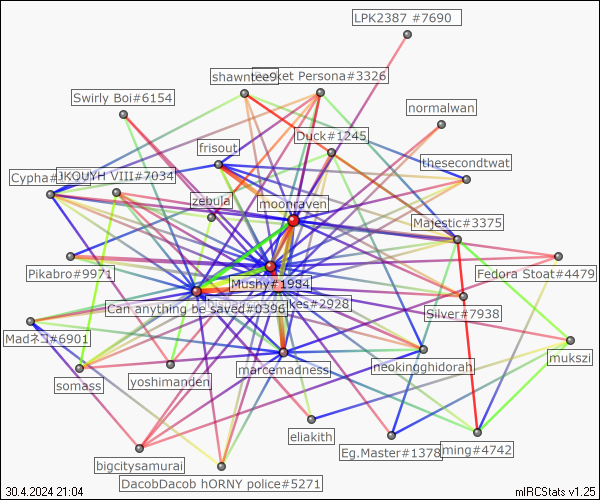 LPK2387 #7690
shawntee9
ket Persona#3326
Swirly Boi#6154
normalwan
Duck#1245
frisout
thesecondtwat
Cypha#
JKQUYH VIII#7034
zebula
moonraven
Majestic#3375
Pikabro#9971
Fedora Stoat#4479
Mushy#1984
Can anything be saved#0396
kes#2928
Silver#7938
Madネコ#6901
marcemadness
neokingghidorah
mukszi
somass
yoshimanden
eliakith
Eg.Master#1378
ming#4742
bigcitysamurai
DacobDacob hORNY police#5271
30.4.2024 21:04
mIRCStats v1.25